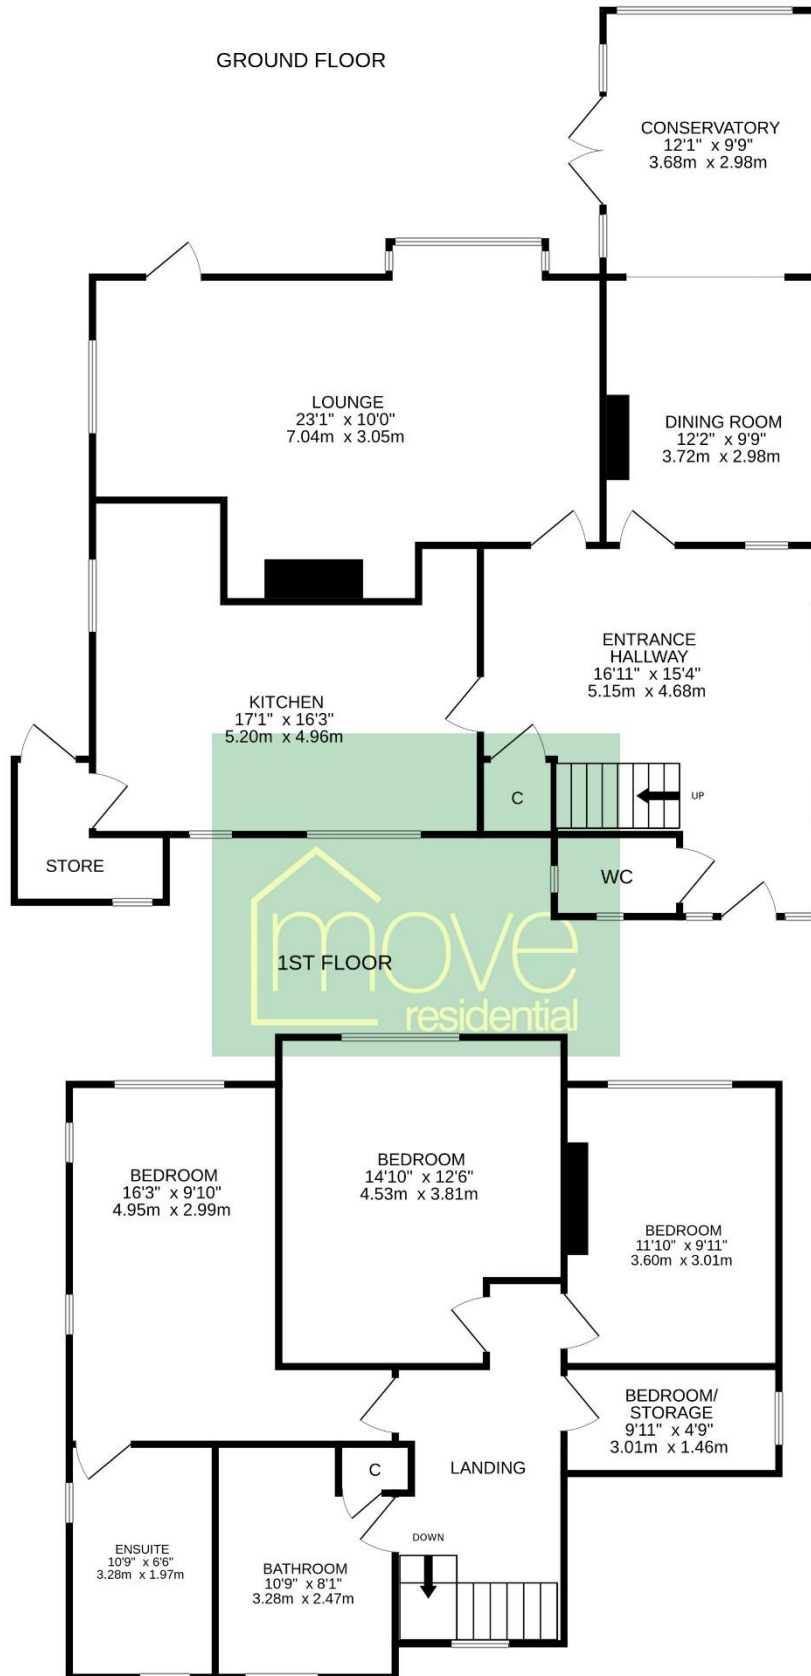 GROUND FLOOR
CONSERVATORY
12'1" x 9'9"
3.68m x 2.98m
LOUNGE
23'1" x 10'0"
7.04m x 3.05m
DINING ROOM
12'2" x 9'9"
3.72m x 2.98m
ENTRANCE
HALLWAY
16'11" x 15'4"
5.15m x 4.68m
KITCHEN
17'1" x 16'3"
5.20m x 4.96m
C
UP
STORE
WC
move
residential
1ST FLOOR
BEDROOM
16'3" x 9'10"
4.95m x 2.99m
BEDROOM
14'10" x 12'6"
4.53m x 3.81m
BEDROOM
11'10" x 9'11"
3.60m x 3.01m
BEDROOM/
STORAGE
9'11" x 4'9"
3.01m x 1.46m
C
LANDING
DOWN
ENSUITE
10'9" x 6'6"
3.28m x 1.97m
BATHROOM
10'9" x 8'1"
3.28m x 2.47m